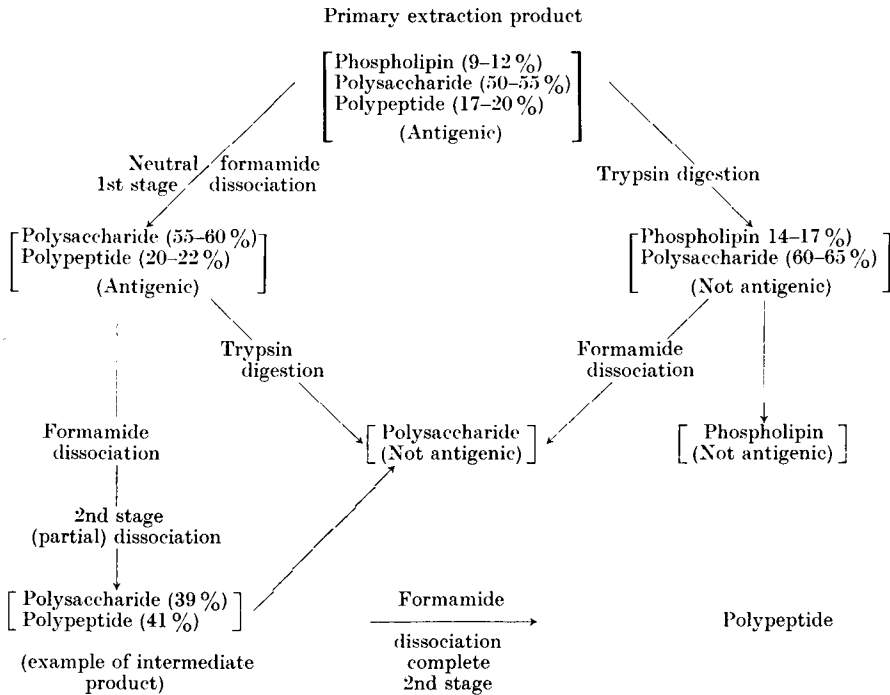 Primary extraction product
Phospholipin (9–12 %)
Polysaccharide (50–55 %)
Polypeptide (17–20 %)
(Antigenic)
Neutral formamide
1st stage dissociation
Trypsin digestion
Polysaccharide (55–60 %)
Polypeptide (20–22 %)
(Antigenic)
Phospholipin 14–17 %)
Polysaccharide (60–65 %)
(Not antigenic)
Trypsin
digestion
Formamide
dissociation
Formamide
dissociation
Polysaccharide
(Not antigenic)
Phospholipin
(Not antigenic)
2nd stage
(partial) dissociation
Polysaccharide (39 %)
Polypeptide (41 %)
(example of intermediate
product)
Formamide
dissociation
complete
2nd stage
Polypeptide